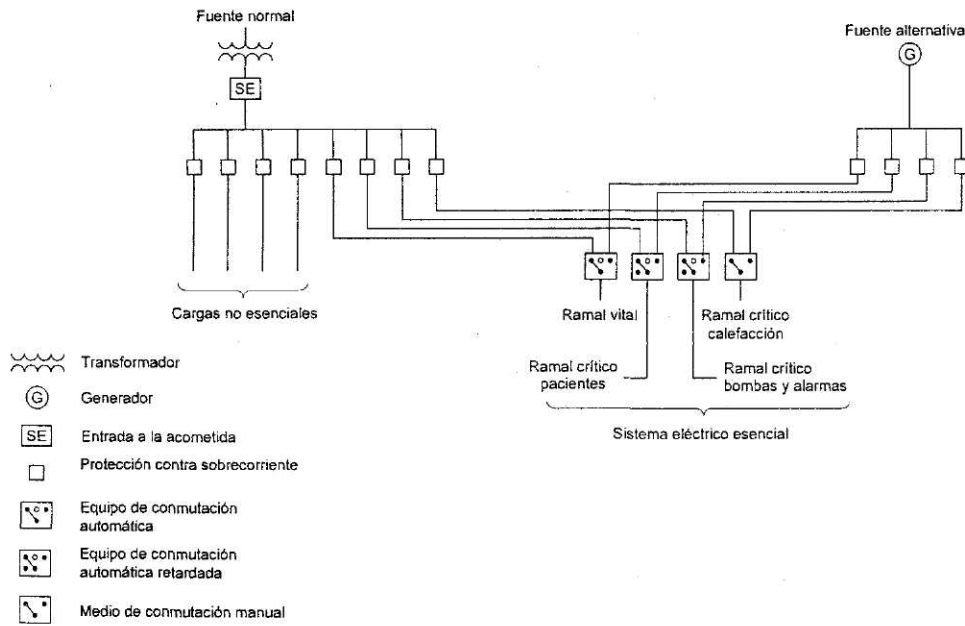 Fuente normal
Fuente alternativa
G
SE
Cargas no esenciales
Ramal vital
Ramal crítico
calefacción
Ramal crítico
pacientes
Ramal crítico
bombas y alarmas
Sistema eléctrico esencial
Transformador
G
Generador
SE
Entrada a la acometida
Protección contra sobrecorriente
Equipo de conmutación
automática
Equipo de conmutación
automática retardada
Medio de conmutación manual